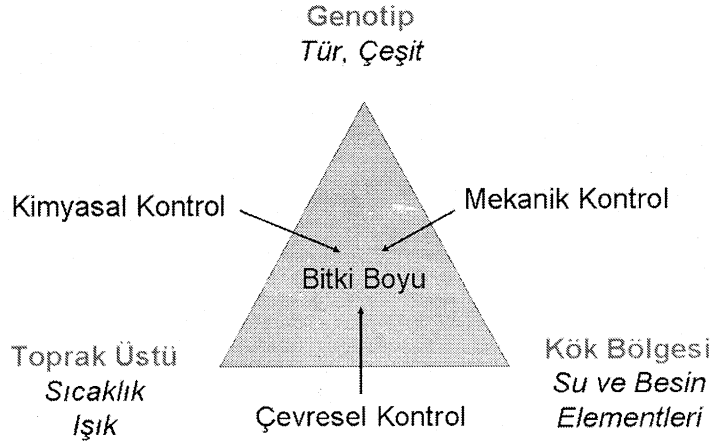 Genotip
Tür, Çeşit
Kimyasal Kontrol
Mekanik Kontrol
Bitki Boyu
Toprak Üstü
Sıcaklık
Işık
Çevresel Kontrol
Kök Bölgesi
Su ve Besin
Elementleri